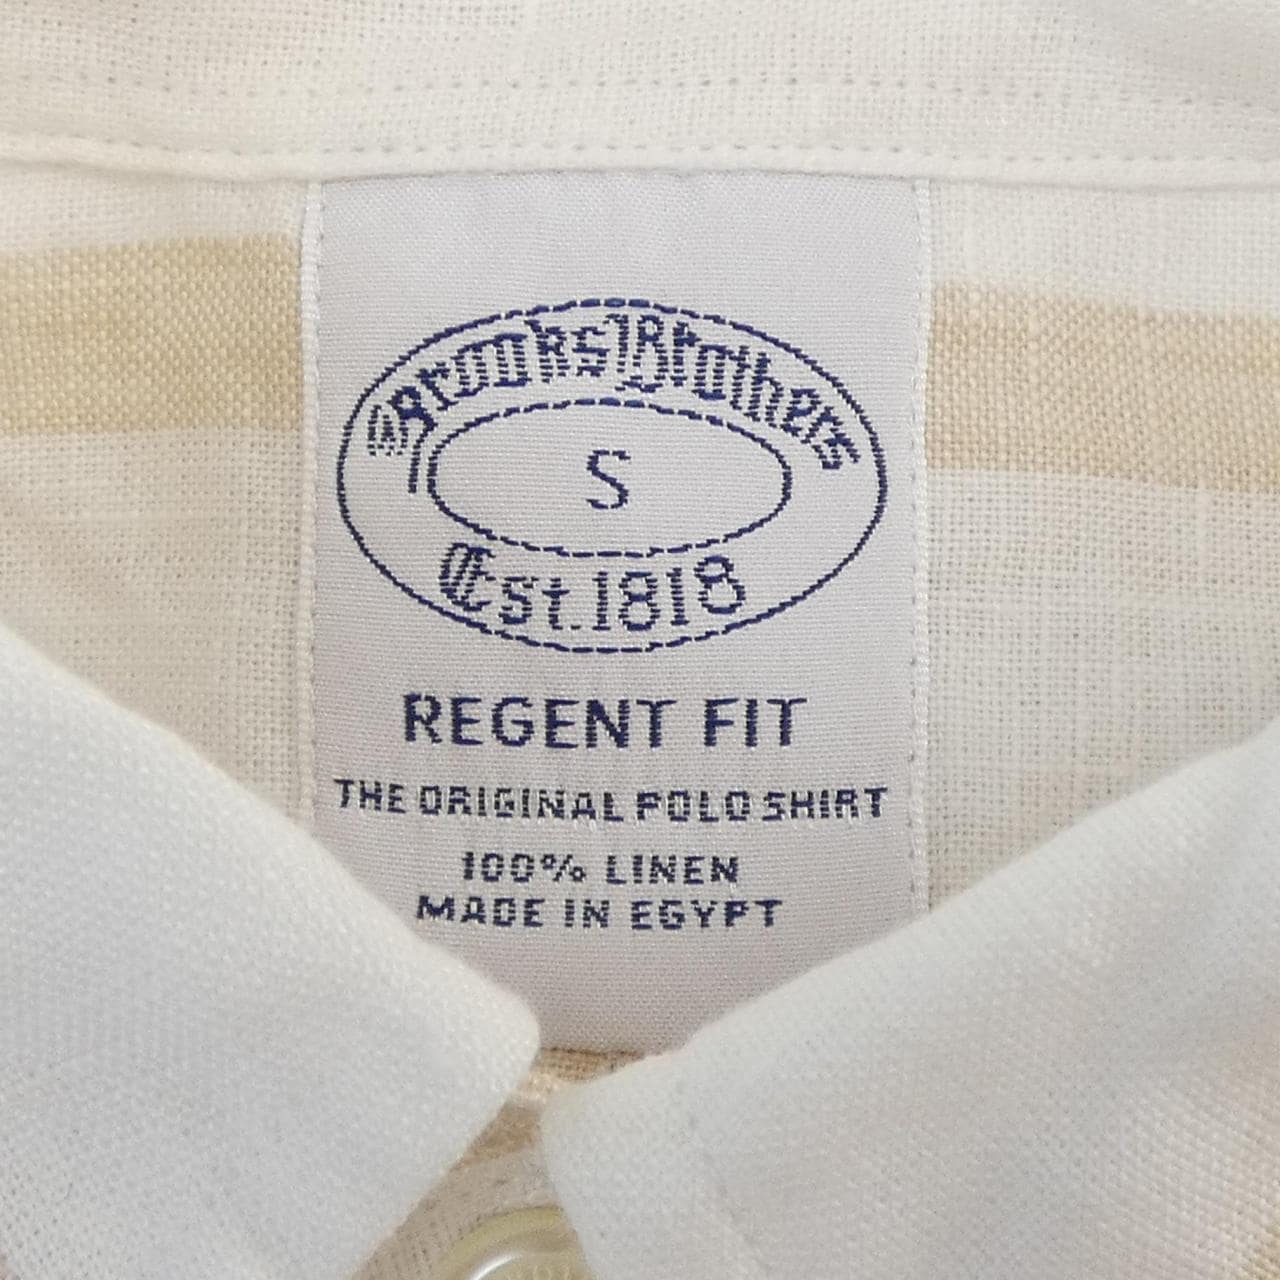 Brooks Brothers
S
Est. 1818
REGENT FIT
THE ORIGINAL POLO SHIRT
100% LINEN
MADE IN EGYPT